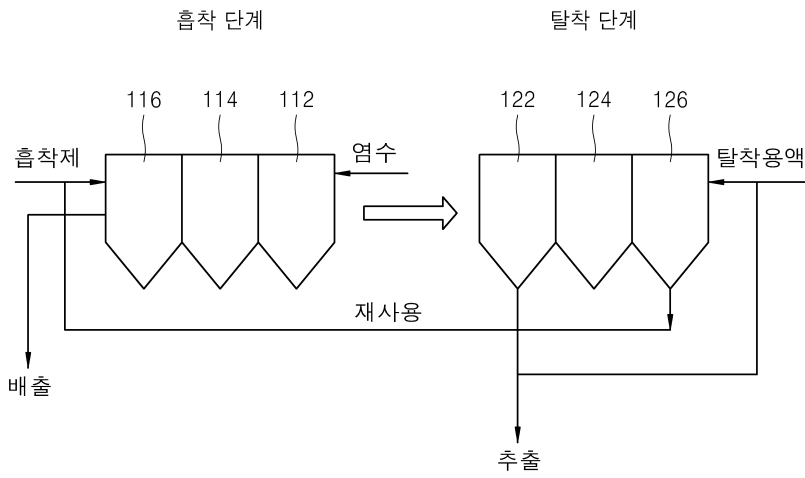 흡착 단계
탈착 단계
116
114
112
122
124
126
흡착제
염수
탈착용액
재사용
배출
추출